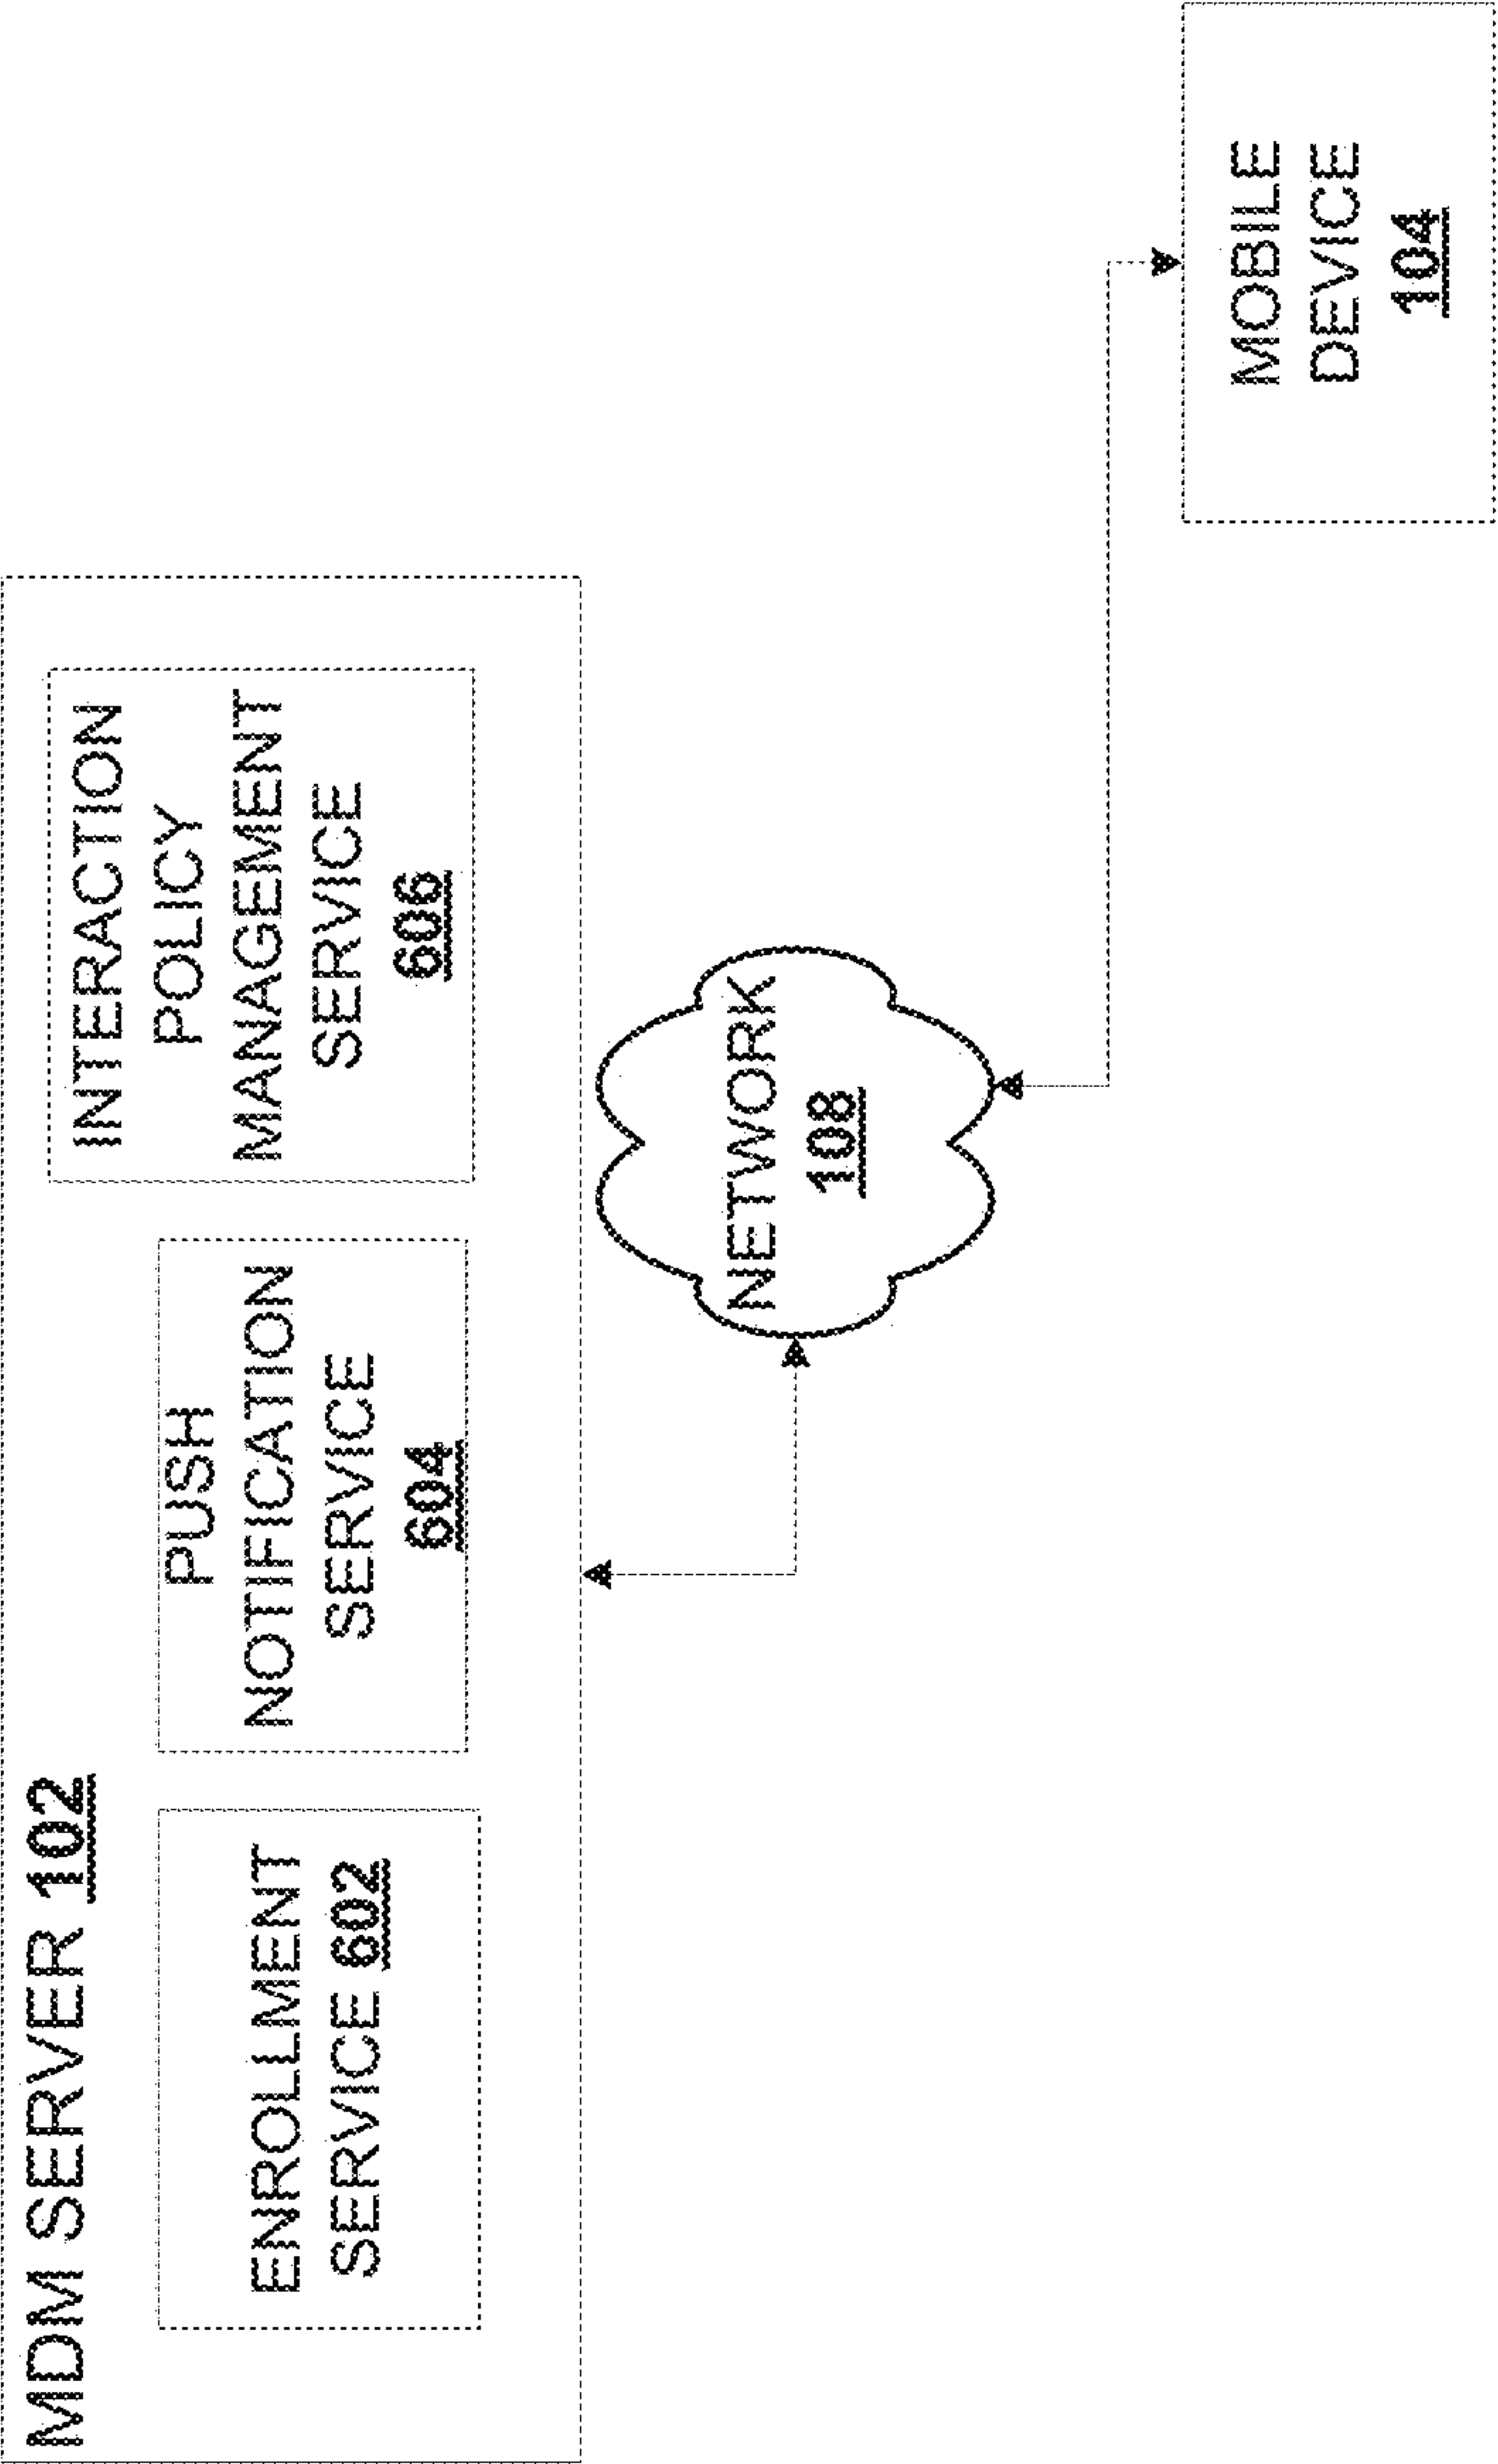 MDM SERVER 102
ENROLLMENT
SERVICE 602
PUSH
NOTIFICATION
SERVICE
604
INTERACTION
POLICY
MANAGEMENT
SERVICE
606
NETWORK
108
MOBILE
DEVICE
104